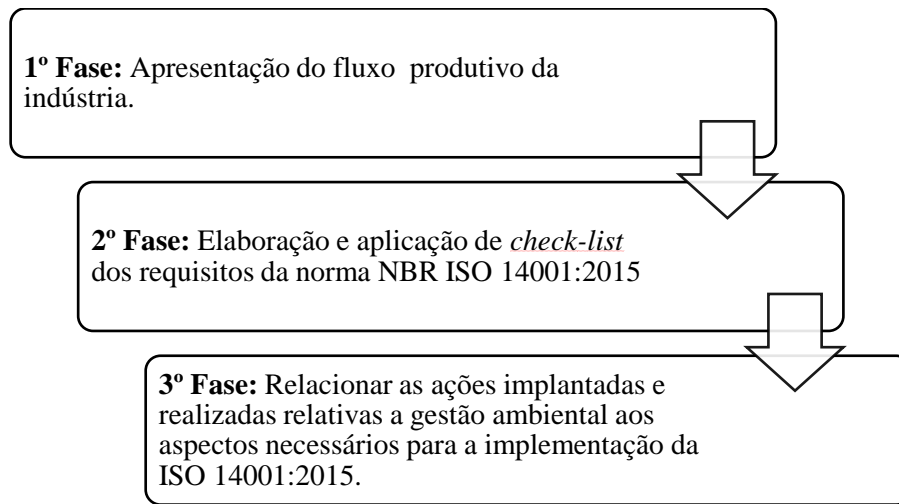 1º Fase: Apresentação do fluxo produtivo da
indústria.
2º Fase: Elaboração e aplicação de check-list
dos requisitos da norma NBR ISO 14001:2015
3º Fase: Relacionar as ações implantadas e
realizadas relativas a gestão ambiental aos
aspectos necessários para a implementação da
ISO 14001:2015.